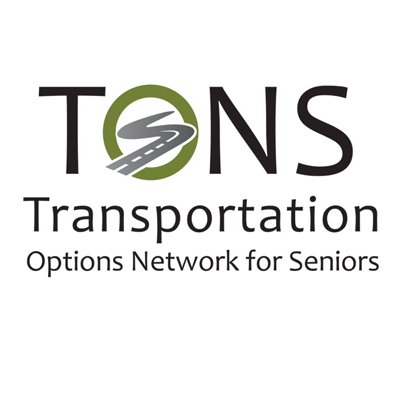 TONS
Transportation
Options Network for Seniors